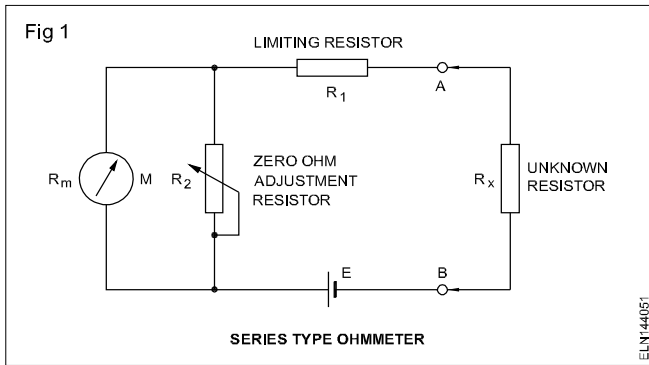 Fig 1
LIMITING RESISTOR
R1
A
Rm
M
R2
ZERO OHM
ADJUSTMENT
RESISTOR
Rx
UNKNOWN
RESISTOR
E
B
SERIES TYPE OHMMETER
ELN144051